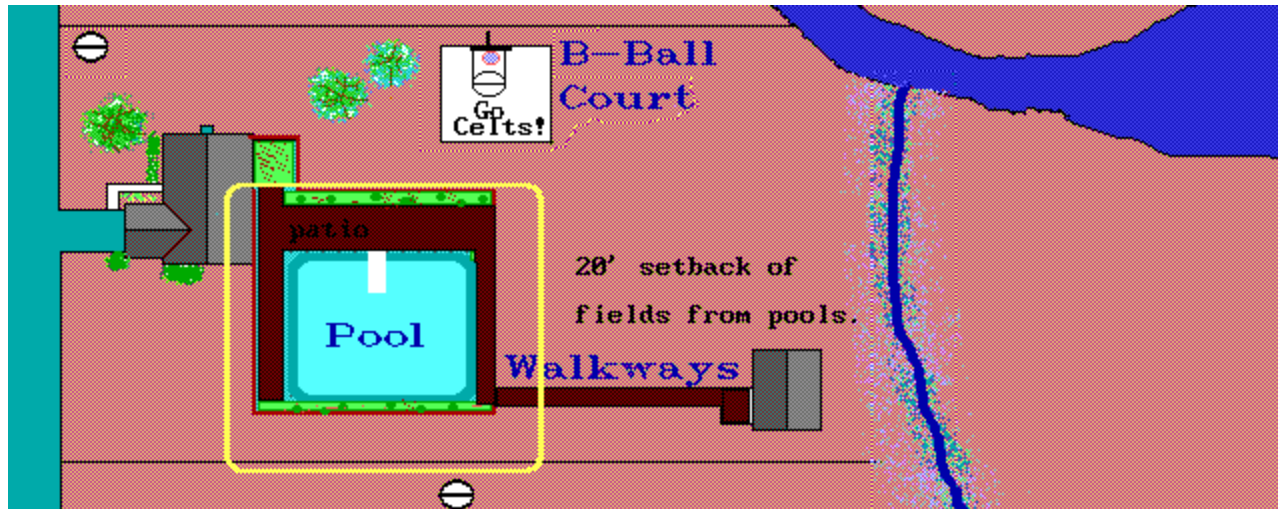 B-Ball
Court
Go
Celts!
patio
20' setback of
fields from pools.
Pool
Walkways